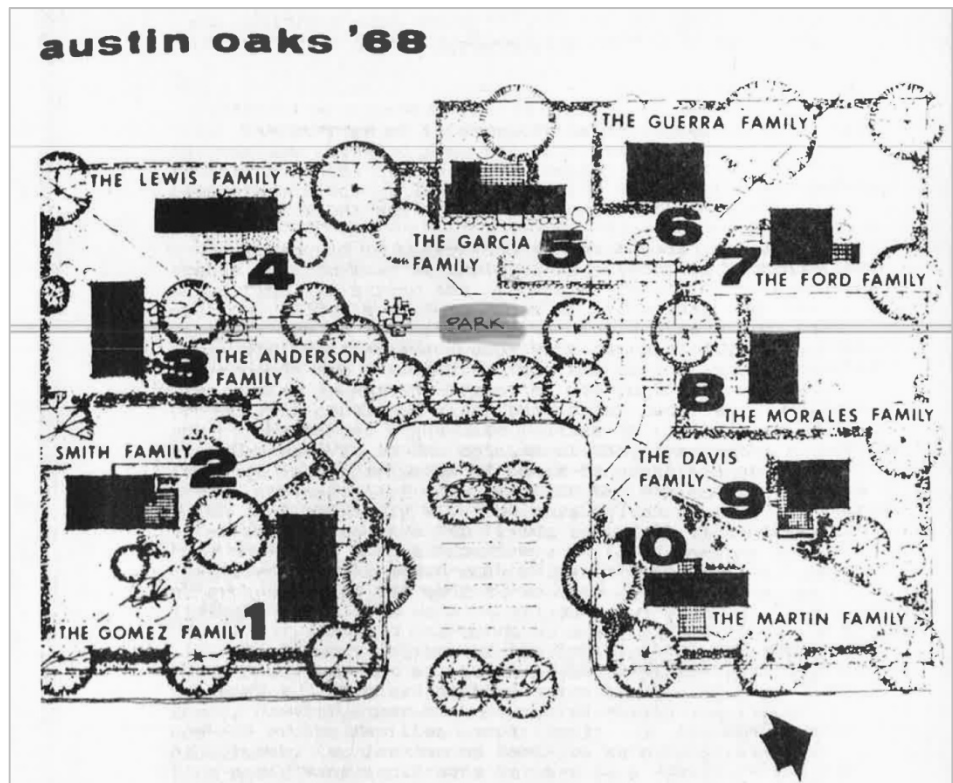 austin oaks '68
THE GUERRA FAMILY
THE LEWIS FAMILY
6
THE GARCIA
FAMILY
5
7
4
THE FORD FAMILY
PARK
3
THE ANDERSON
FAMILY
8
THE MORALES FAMILY
SMITH FAMILY
2
THE DAVIS
FAMILY
9
10
1
THE GOMEZ FAMILY
THE MARTIN FAMILY